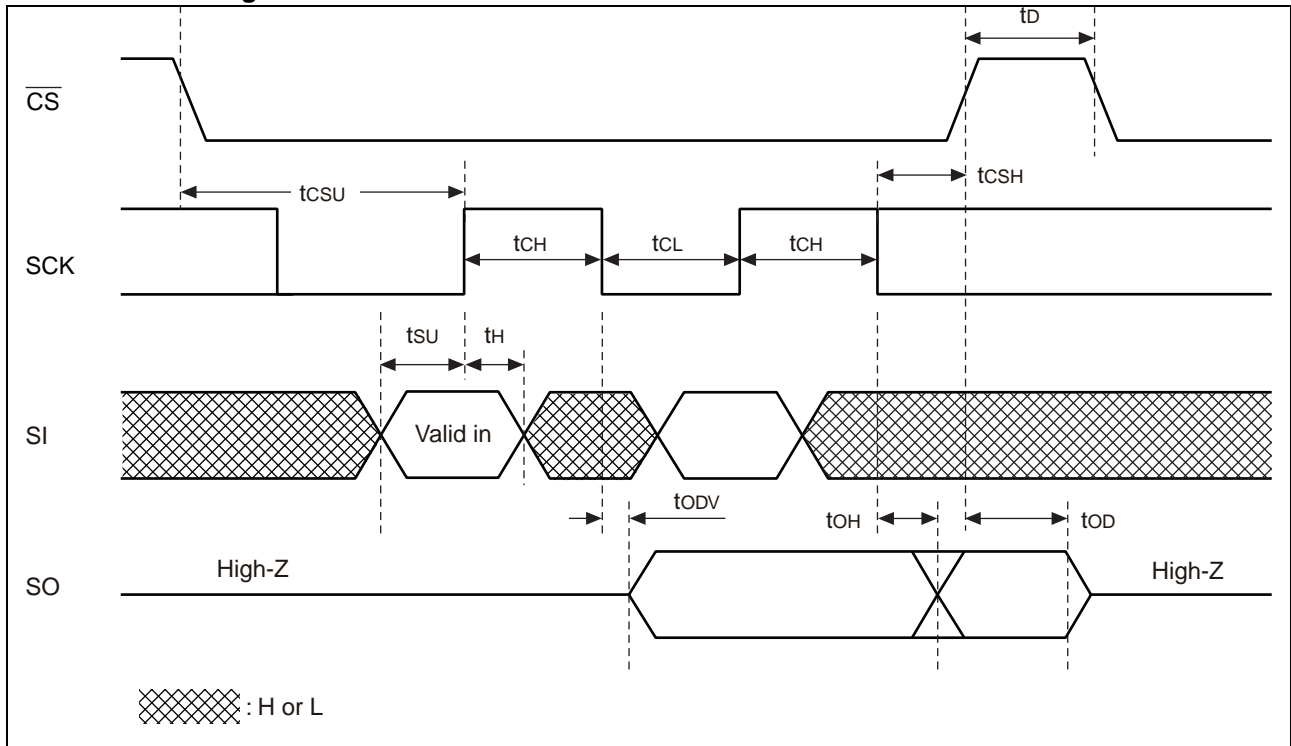 tD
CS
tCSU
tCSH
SCK
tCH
tCL
tCH
tSU
tH
SI
Valid in
tODV
tOH
tOD
SO
High-Z
High-Z
: H or L